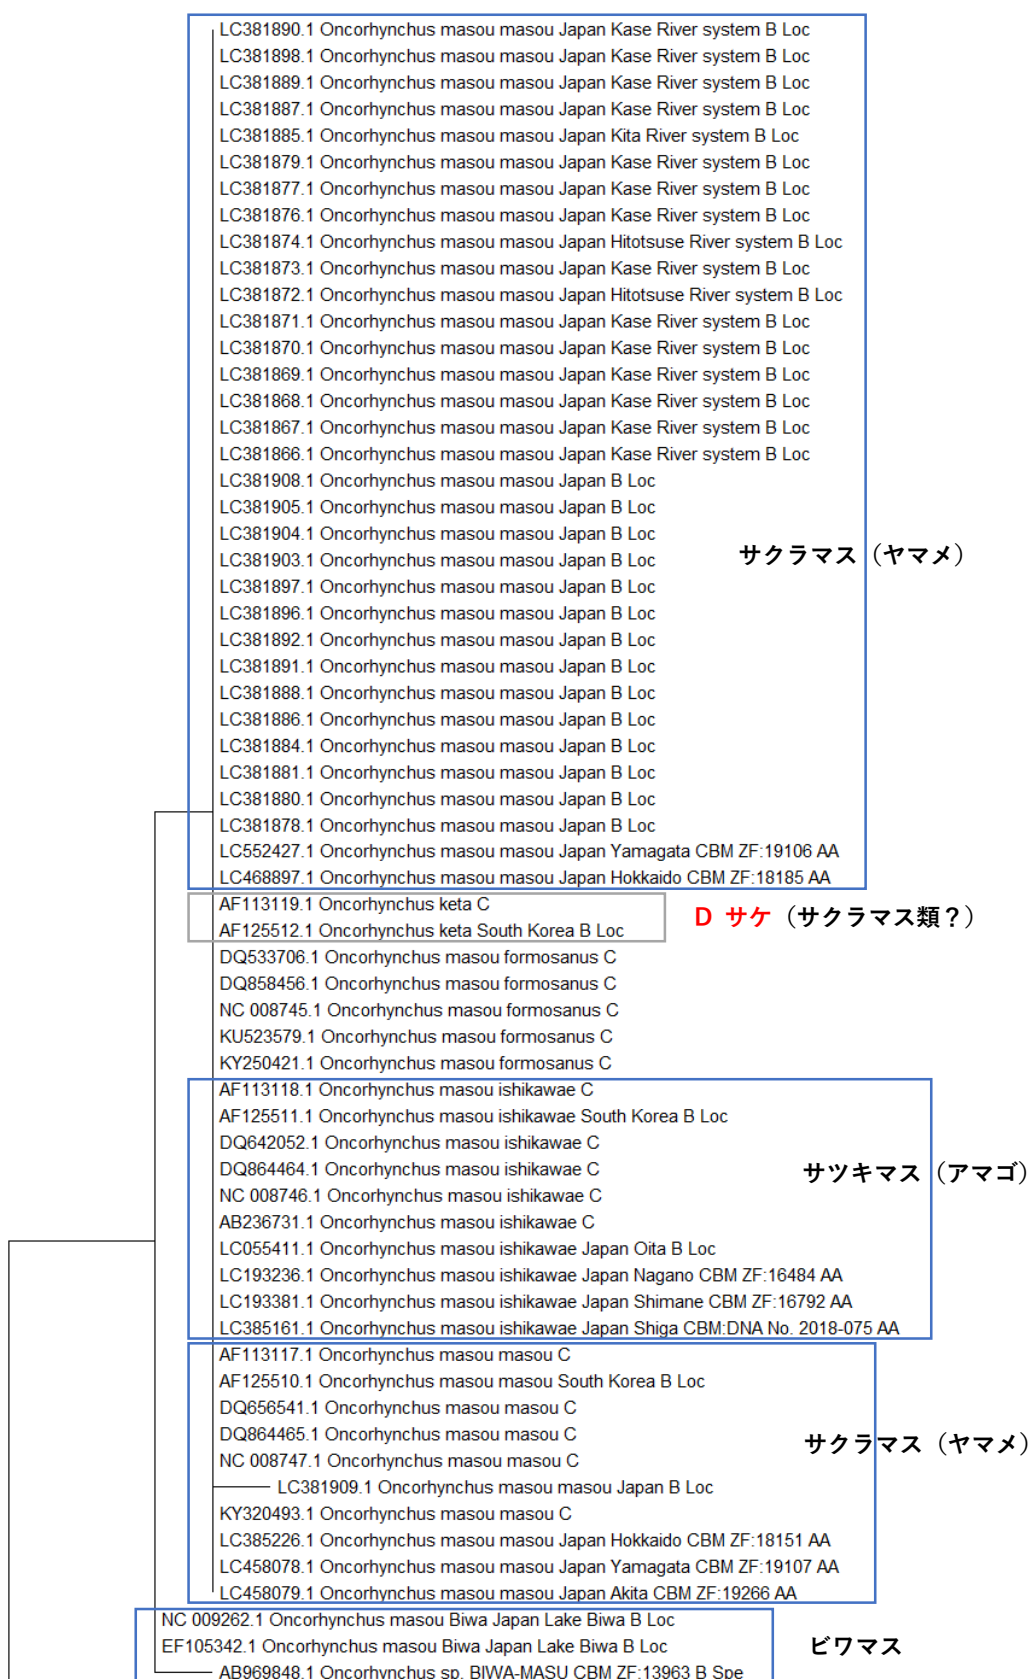 LC381890.1 Oncorhynchus masou masou Japan Kase River system B Loc
LC381898.1 Oncorhynchus masou masou Japan Kase River system B Loc
LC381889.1 Oncorhynchus masou masou Japan Kase River system B Loc
LC381887.1 Oncorhynchus masou masou Japan Kase River system B Loc
LC381885.1 Oncorhynchus masou masou Japan Kita River system B Loc
LC381879.1 Oncorhynchus masou masou Japan Kase River system B Loc
LC381877.1 Oncorhynchus masou masou Japan Kase River system B Loc
LC381876.1 Oncorhynchus masou masou Japan Kase River system B Loc
LC381874.1 Oncorhynchus masou masou Japan Hitotsuse River system B Loc
LC381873.1 Oncorhynchus masou masou Japan Kase River system B Loc
LC381872.1 Oncorhynchus masou masou Japan Hitotsuse River system B Loc
LC381871.1 Oncorhynchus masou masou Japan Kase River system B Loc
LC381870.1 Oncorhynchus masou masou Japan Kase River system B Loc
LC381869.1 Oncorhynchus masou masou Japan Kase River system B Loc
LC381868.1 Oncorhynchus masou masou Japan Kase River system B Loc
LC381867.1 Oncorhynchus masou masou Japan Kase River system B Loc
LC381866.1 Oncorhynchus masou masou Japan Kase River system B Loc
LC381908.1 Oncorhynchus masou masou Japan B Loc
LC381905.1 Oncorhynchus masou masou Japan B Loc
LC381904.1 Oncorhynchus masou masou Japan B Loc
LC381903.1 Oncorhynchus masou masou Japan B Loc
サクラマス（ヤマメ）
LC381897.1 Oncorhynchus masou masou Japan B Loc
LC381896.1 Oncorhynchus masou masou Japan B Loc
LC381892.1 Oncorhynchus masou masou Japan B Loc
LC381891.1 Oncorhynchus masou masou Japan B Loc
LC381888.1 Oncorhynchus masou masou Japan B Loc
LC381886.1 Oncorhynchus masou masou Japan B Loc
LC381884.1 Oncorhynchus masou masou Japan B Loc
LC381881.1 Oncorhynchus masou masou Japan B Loc
LC381880.1 Oncorhynchus masou masou Japan B Loc
LC381878.1 Oncorhynchus masou masou Japan B Loc
LC552427.1 Oncorhynchus masou masou Japan Yamagata CBM ZF:19106 AA
LC468897.1 Oncorhynchus masou masou Japan Hokkaido CBM ZF:18185 AA
AF113119.1 Oncorhynchus keta C
D サケ（サクラマス類？）
AF125512.1 Oncorhynchus keta South Korea B Loc
DQ533706.1 Oncorhynchus masou formosanus C
DQ858456.1 Oncorhynchus masou formosanus C
NC 008745.1 Oncorhynchus masou formosanus C
KU523579.1 Oncorhynchus masou formosanus C
KY250421.1 Oncorhynchus masou formosanus C
AF113118.1 Oncorhynchus masou ishikawae C
AF125511.1 Oncorhynchus masou ishikawae South Korea B Loc
DQ642052.1 Oncorhynchus masou ishikawae C
DQ864464.1 Oncorhynchus masou ishikawae C
サツキマス（アマゴ）
NC 008746.1 Oncorhynchus masou ishikawae C
AB236731.1 Oncorhynchus masou ishikawae C
LC055411.1 Oncorhynchus masou ishikawae Japan Oita B Loc
LC193236.1 Oncorhynchus masou ishikawae Japan Nagano CBM ZF:16484 AA
LC193381.1 Oncorhynchus masou ishikawae Japan Shimane CBM ZF:16792 AA
LC385161.1 Oncorhynchus masou ishikawae Japan Shiga CBM:DNA No. 2018-075 AA
AF113117.1 Oncorhynchus masou masou C
AF125510.1 Oncorhynchus masou masou South Korea B Loc
DQ656541.1 Oncorhynchus masou masou C
DQ864465.1 Oncorhynchus masou masou C
サクラマス（ヤマメ）
NC 008747.1 Oncorhynchus masou masou C
LC381909.1 Oncorhynchus masou masou Japan B Loc
KY320493.1 Oncorhynchus masou masou C
LC385226.1 Oncorhynchus masou masou Japan Hokkaido CBM ZF:18151 AA
LC458078.1 Oncorhynchus masou masou Japan Yamagata CBM ZF:19107 AA
LC458079.1 Oncorhynchus masou masou Japan Akita CBM ZF:19266 AA
NC 009262.1 Oncorhynchus masou Biwa Japan Lake Biwa B Loc
EF105342.1 Oncorhynchus masou Biwa Japan Lake Biwa B Loc
ビワマス
AB969848.1 Oncorhynchus sp. BIWA-MASU CBM ZF:13963 B Spe